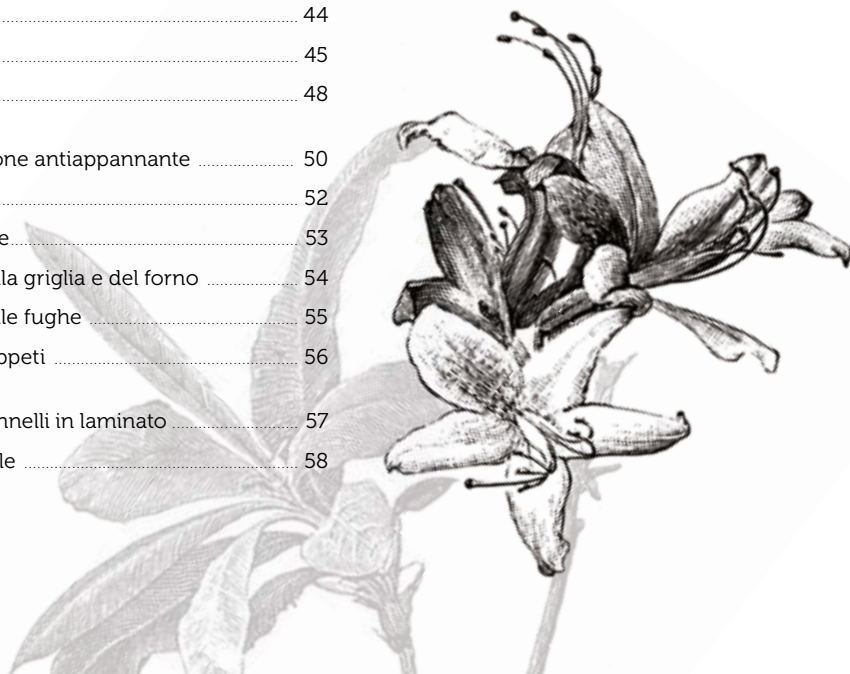 44
45
48
one antiappannante 50
52
e 53
la griglia e del forno 54
le fughe 55
ppeti 56
nnelli in laminato 57
le 58